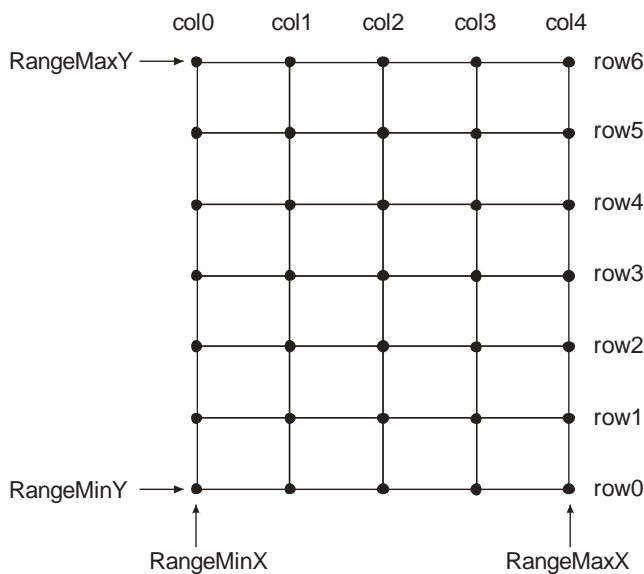 col0 col1 col2 col3 col4
RangeMaxY row6
row5
row4
row3
row2
row1
RangeMinY row0
RangeMinX RangeMaxX